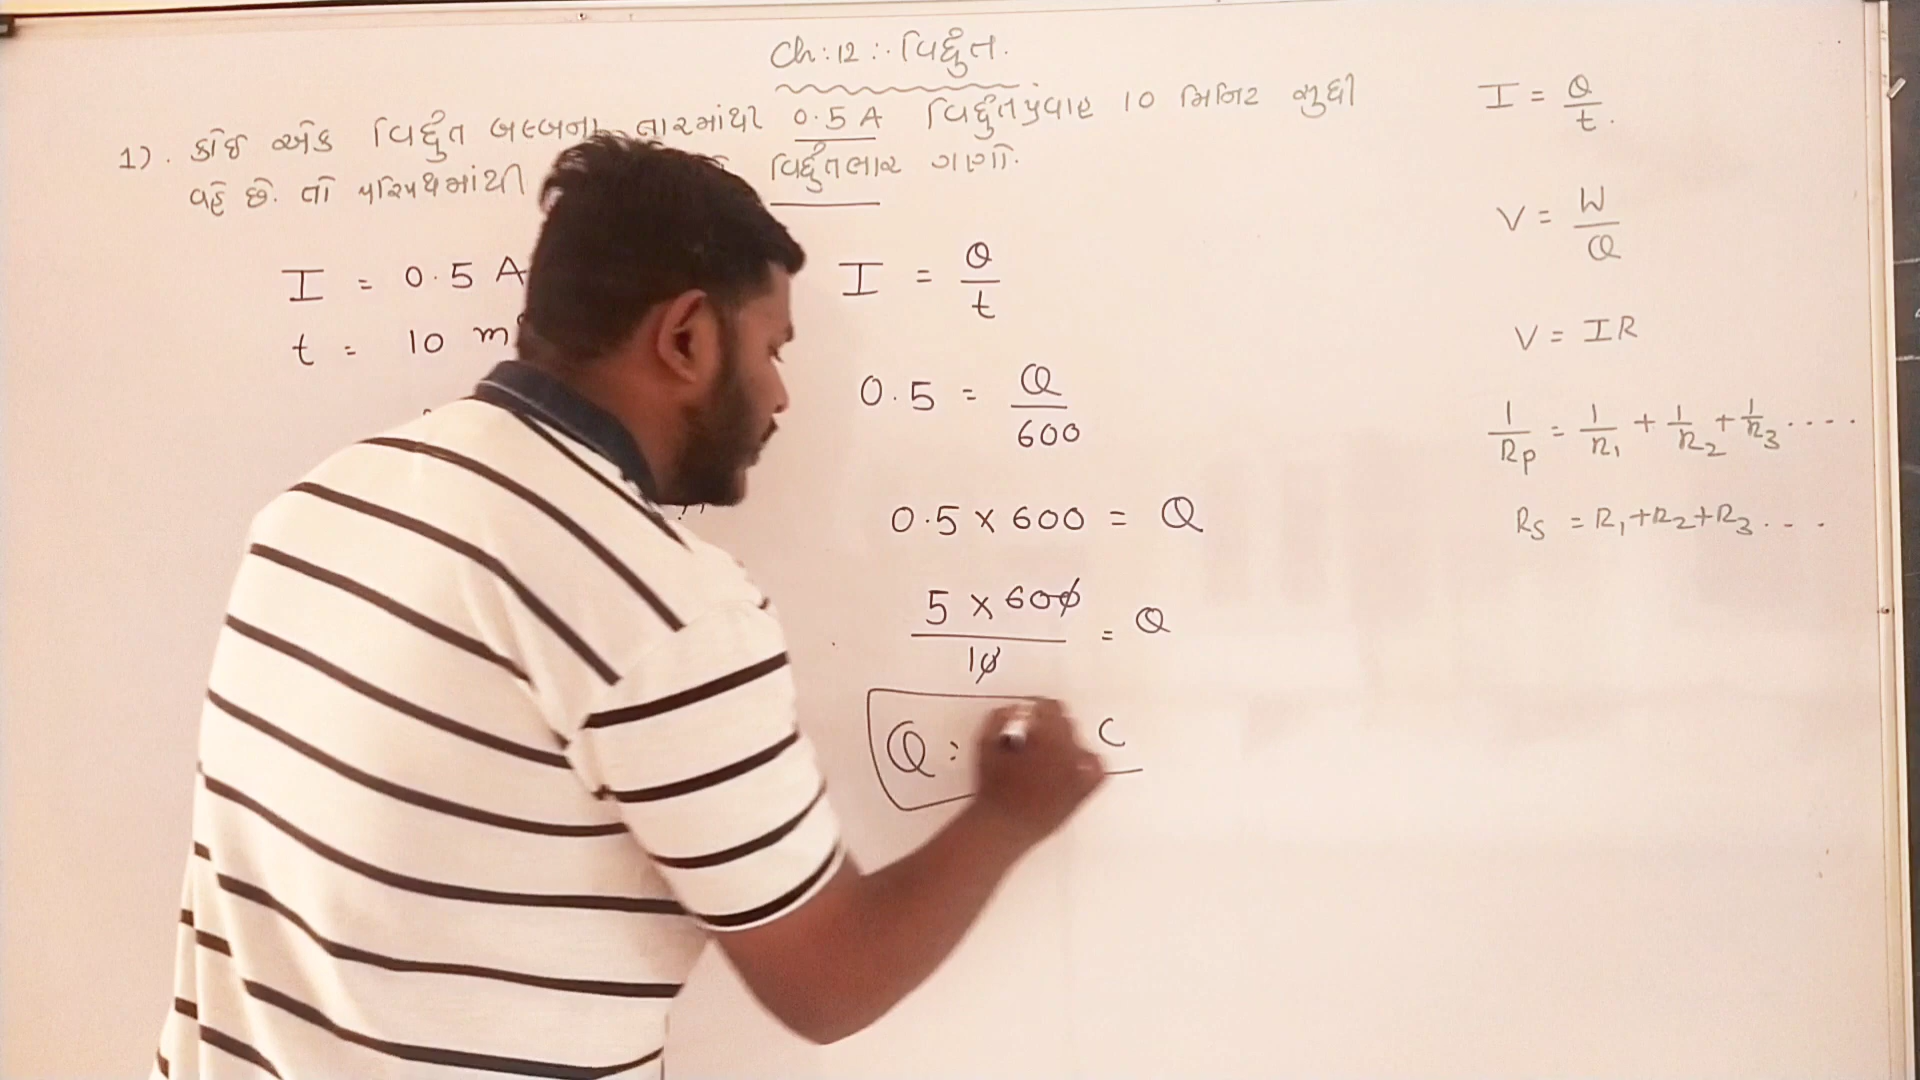 Ch:12 :. વિદ્યુત.
1). કોઈ એક વિદ્યુત બલ્બના તારમાંથી 0.5 A વિદ્યુતપ્રવાહ 10 મિનિટ સુધી
વહે છે. તો પરિપથમાંથી વિદ્યુતભાર ગણો.
I = 0.5 A
t = 10 m
I = Q/t
0.5 = Q/600
0.5 × 600 = Q
5 × 600/10 = Q
Q = C
I = Q/t.
V = W/Q
V = IR
1/Rp = 1/R1 + 1/R2 + 1/R3 ....
Rs = R1+R2+R3 ...